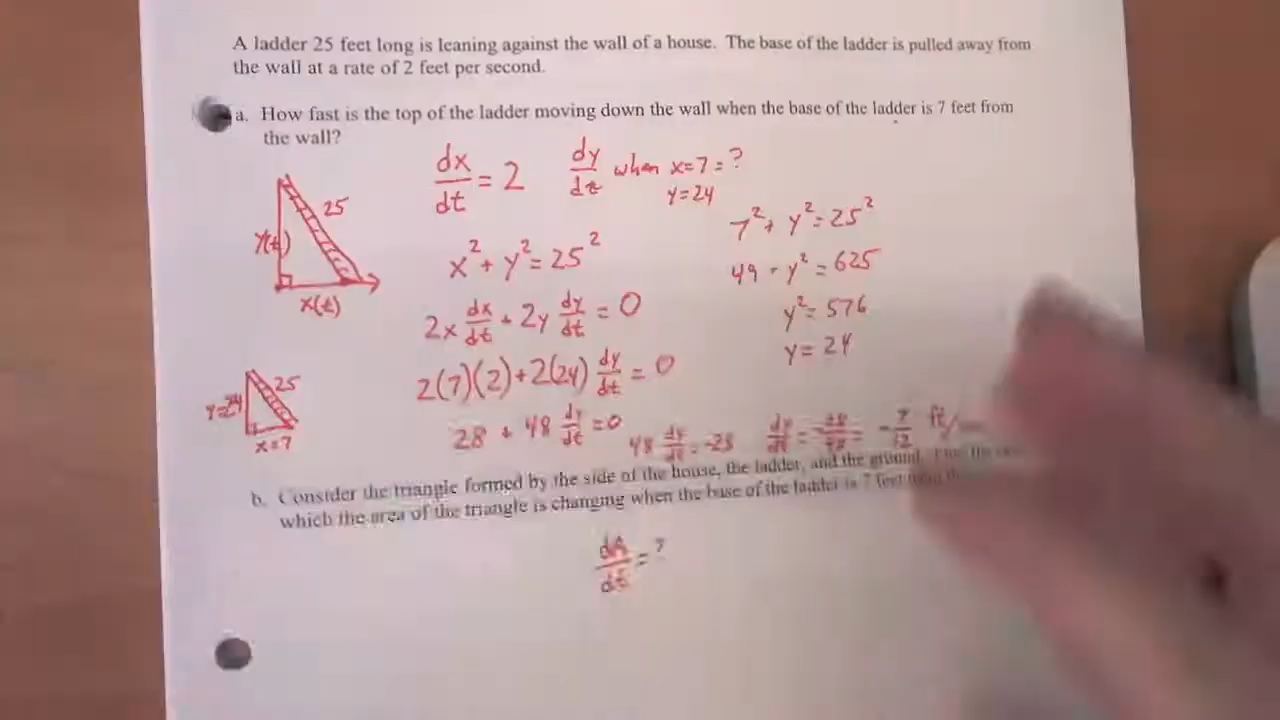 A ladder 25 feet long is leaning against the wall of a house. The base of the ladder is pulled away from
the wall at a rate of 2 feet per second.
a. How fast is the top of the ladder moving down the wall when the base of the ladder is 7 feet from
the wall?
dx/dt = 2 dy/dt when x=7 = ?
y=24
25
y(t)
x(t)
x² + y² = 25²
7² + y² = 25²
49 + y² = 625
2x dx/dt + 2y dy/dt = 0
y² = 576
y = 24
2(7)(2) + 2(24) dy/dt = 0
25
y=24
x=7
28 + 48 dy/dt = 0
48 dy/dt = -28 dy/dt = -28/48 = -7/12 ft/
b. Consider the triangle formed by the side of the house, the ladder, and the ground.
which the area of the triangle is changing when the base of the ladder is 7 feet
dA/dt = ?